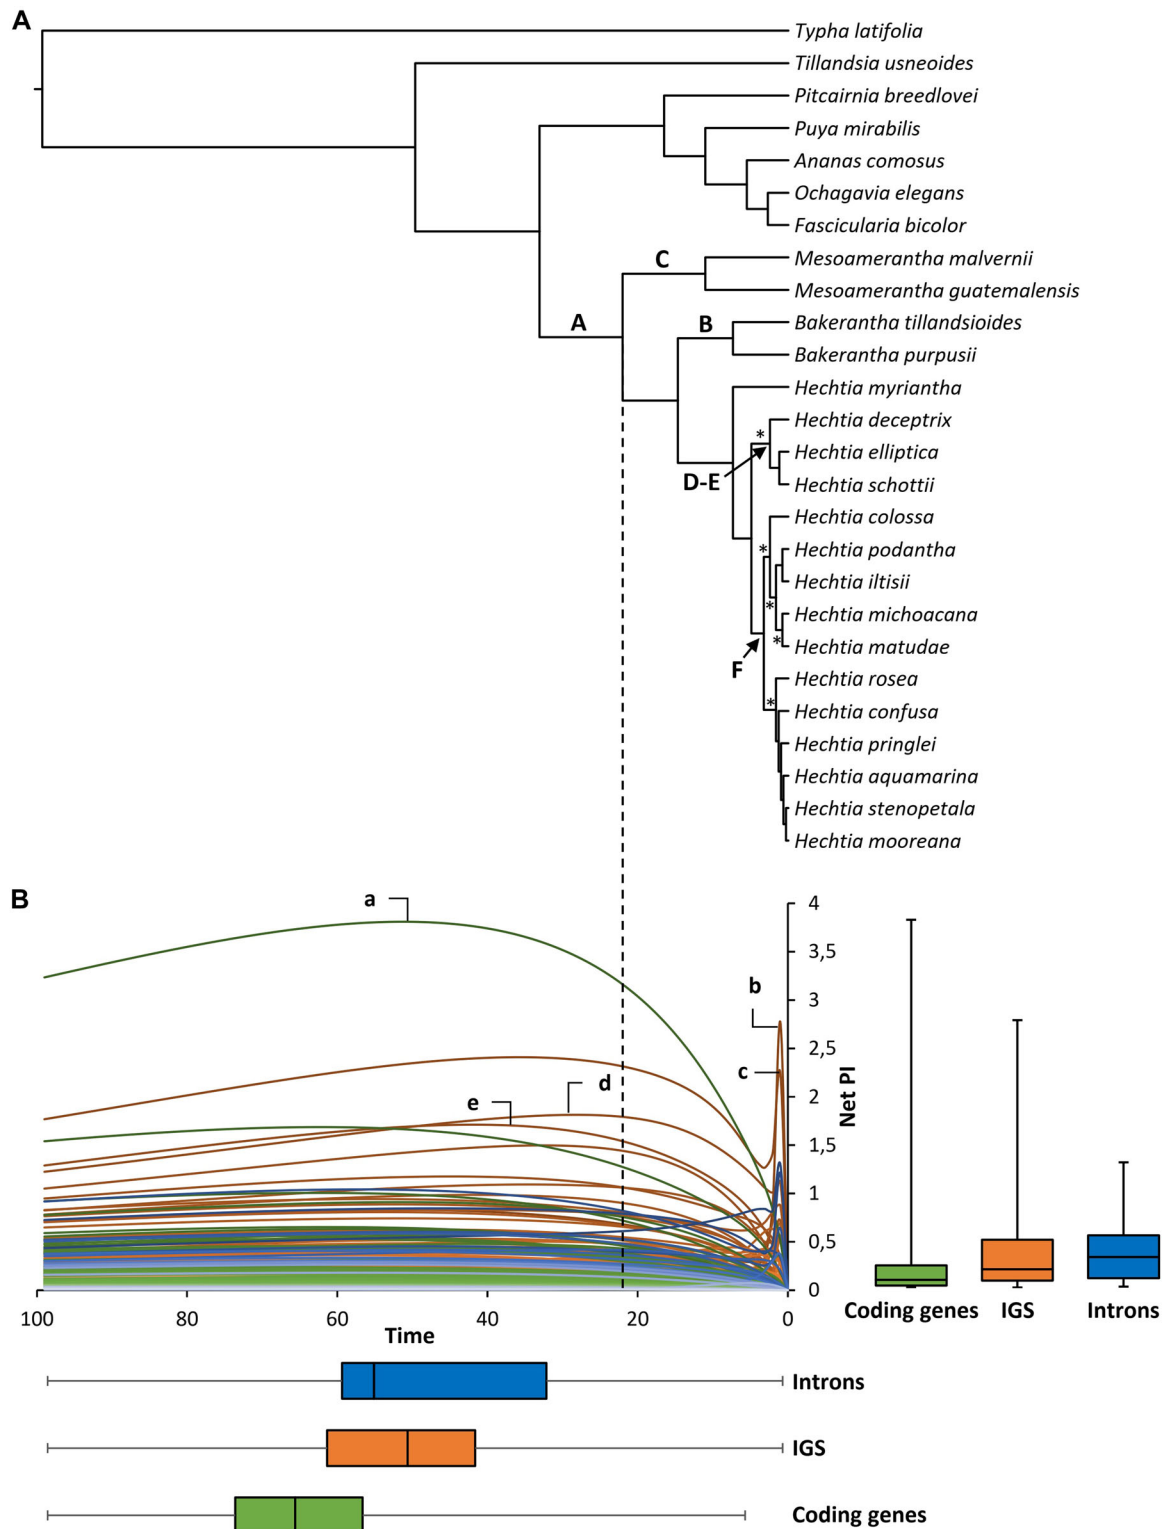 A
Typha latifolia
Tillandsia usneoides
Pitcairnia breedlovei
Puya mirabilis
Ananas comosus
Ochagavia elegans
Fascicularia bicolor
C
Mesoamerantha malvernii
Mesoamerantha guatemalensis
A
B
Bakerantha tillandsioides
Bakerantha purpusii
Hechtia myriantha
Hechtia deceptrix
*
Hechtia elliptica
D-E
Hechtia schottii
Hechtia colossa
*
Hechtia podantha
Hechtia iltisii
*
Hechtia michoacana
*
Hechtia matudae
F
Hechtia rosea
*
Hechtia confusa
Hechtia pringlei
Hechtia aquamarina
Hechtia stenopetala
Hechtia mooreana
B
a
b
c
d
e
4
3,5
3
2,5
2
1,5
1
0,5
0
Net PI
Coding genes IGS Introns
100 80 60 40 20 0
Time
Introns
IGS
Coding genes